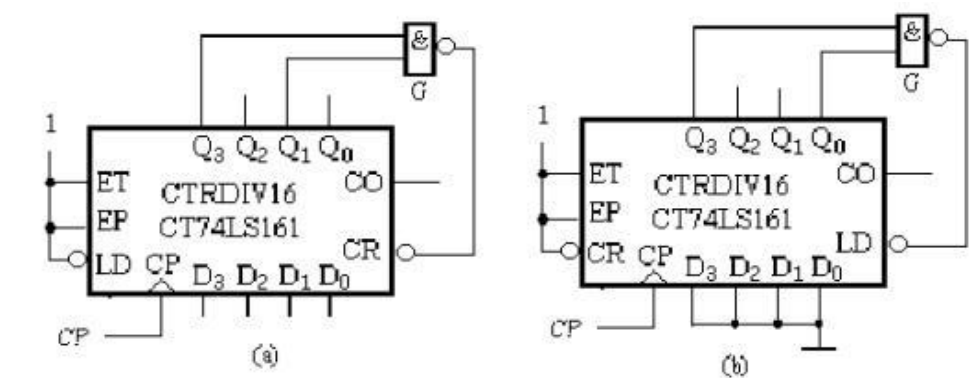 &
G
1
Q3 Q2 Q1 Q0
ET CTRDIV16 CO
EP CT74LS161
LD CP CR
D3 D2 D1 D0
CP
(a)
&
G
1
Q3 Q2 Q1 Q0
ET CTRDIV16 CO
EP CT74LS161
CR CP LD
D3 D2 D1 D0
CP
(b)